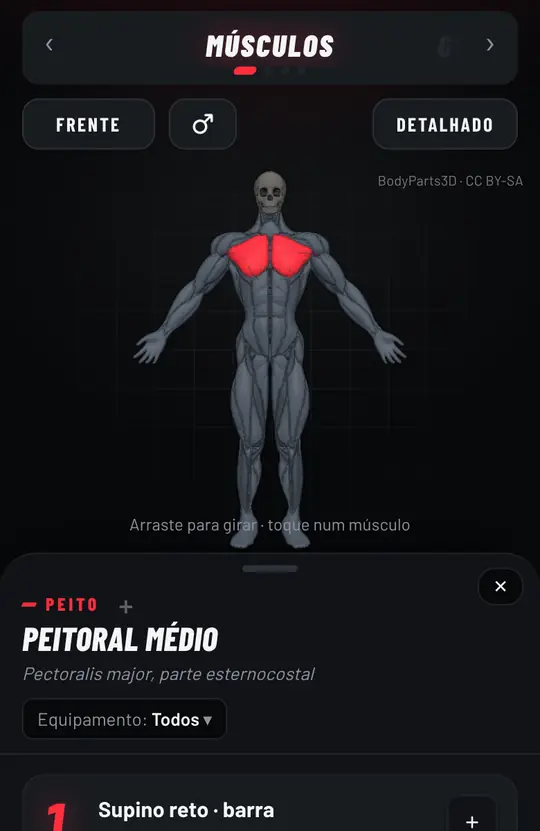 MÚSCULOS
FRENTE
DETALHADO
BodyParts3D · CC BY-SA
Arraste para girar · toque num músculo
PEITO +
PEITORAL MÉDIO
Pectoralis major, parte esternocostal
Equipamento: Todos ▾
1
Supino reto · barra
+